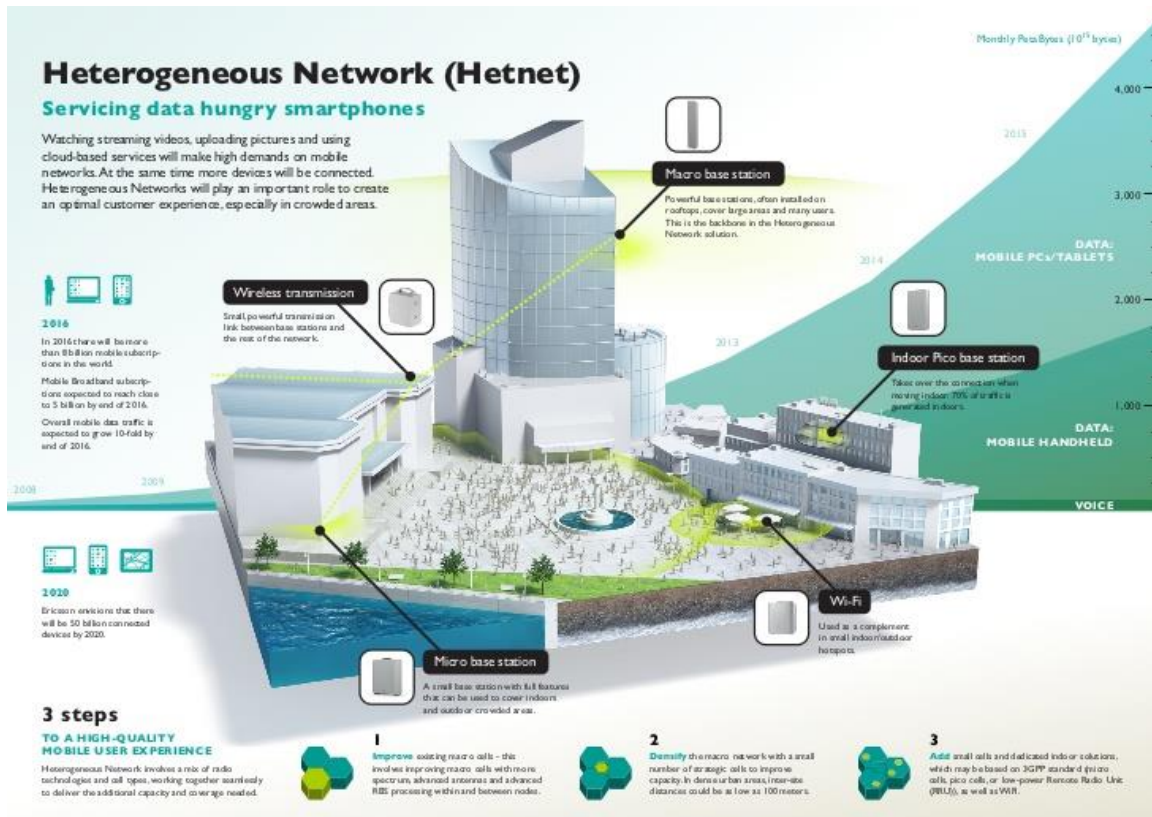 Heterogeneous Network (Hetnet)
Servicing data hungry smartphones
Watching streaming videos, uploading pictures and using
cloud-based services will make high demands on mobile
networks. At the same time more devices will be connected.
Heterogeneous Networks will play an important role to create
an optimal customer experience, especially in crowded areas.
Monthly PetaBytes (10¹⁵ bytes)
4,000
3,000
2,000
1,000
2015
2014
2013
2009
2008
DATA:
MOBILE PCs/TABLETS
DATA:
MOBILE HANDHELD
VOICE
Macro base station
Powerful base stations, often installed on
rooftops, cover large areas and many users.
This is the backbone in the Heterogeneous
Network solution.
Wireless transmission
Small, powerful transmission
link between base stations and
the rest of the network.
Indoor Pico base station
Takes over the connection when
moving indoor. 70% of traffic is
generated indoors.
2016
In 2016 there will be more
than 8 billion mobile subscrip-
tions in the world.
Mobile Broadband subscrip-
tions expected to reach close
to 5 billion by end of 2016.
Overall mobile data traffic is
expected to grow 10-fold by
end of 2016.
2020
Ericsson envisions that there
will be 50 billion connected
devices by 2020.
Wi-Fi
Used as a complement
in small indoor/outdoor
hotspots.
Micro base station
A small base station with full features
that can be used to cover indoors
and outdoor crowded areas.
3 steps
TO A HIGH-QUALITY
MOBILE USER EXPERIENCE
Heterogeneous Network involves a mix of radio
technologies and cell types, working together seamlessly
to deliver the additional capacity and coverage needed.
1
Improve existing macro cells – this
involves improving macro cells with more
spectrum, advanced antennas and advanced
RBS processing within and between nodes.
2
Densify the macro network with a small
number of strategic cells to improve
capacity. In dense urban areas, inter-site
distances could be as low as 100 meters.
3
Add small cells and dedicated indoor solutions,
which may be based on 3GPP standard (micro
cells, pico cells, or low-power Remote Radio Unit
(RRU)), as well as WiFi.